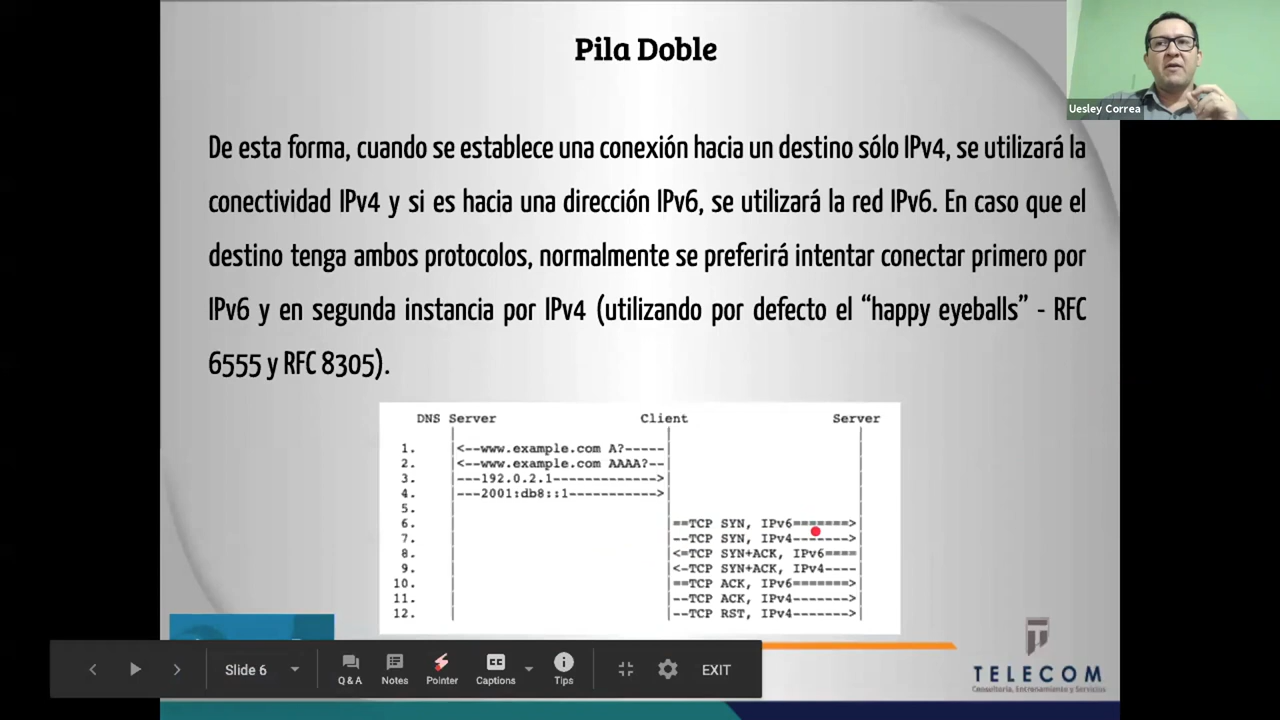 Pila Doble
Uesley Correa
De esta forma, cuando se establece una conexión hacia un destino sólo IPv4, se utilizará la
conectividad IPv4 y si es hacia una dirección IPv6, se utilizará la red IPv6. En caso que el
destino tenga ambos protocolos, normalmente se preferirá intentar conectar primero por
IPv6 y en segunda instancia por IPv4 (utilizando por defecto el “happy eyeballs” - RFC
6555 y RFC 8305).
DNS Server Client Server
1. <--www.example.com A?-----
2. <--www.example.com AAAA?--
3. ---192.0.2.1------------->
4. ---2001:db8::1----------->
5.
6. ==TCP SYN, IPv6=======>
7. --TCP SYN, IPv4------->
8. <=TCP SYN+ACK, IPv6====
9. <-TCP SYN+ACK, IPv4----
10. ==TCP ACK, IPv6=======>
11. --TCP ACK, IPv4------->
12. --TCP RST, IPv4------->
Slide 6 Q & A Notes Pointer Captions Tips EXIT
TELECOM
Consultoría, Entrenamiento y Servicios